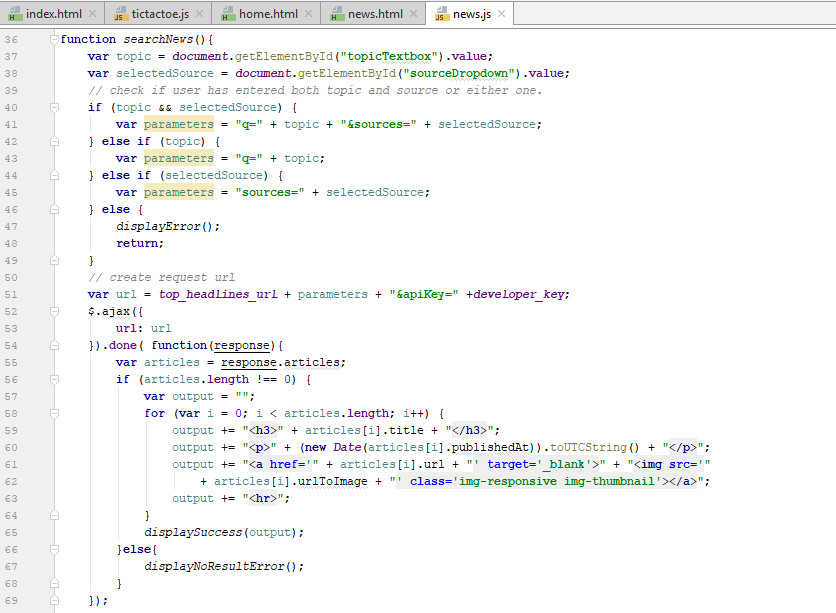 index.html tictactoe.js home.html news.html news.js
36 function searchNews(){
37     var topic = document.getElementById("topicTextbox").value;
38     var selectedSource = document.getElementById("sourceDropdown").value;
39     // check if user has entered both topic and source or either one.
40     if (topic && selectedSource) {
41         var parameters = "q=" + topic + "&sources=" + selectedSource;
42     } else if (topic) {
43         var parameters = "q=" + topic;
44     } else if (selectedSource) {
45         var parameters = "sources=" + selectedSource;
46     } else {
47         displayError();
48         return;
49     }
50     // create request url
51     var url = top_headlines_url + parameters + "&apiKey=" +developer_key;
52     $.ajax({
53         url: url
54     }).done( function(response){
55         var articles = response.articles;
56         if (articles.length !== 0) {
57             var output = "";
58             for (var i = 0; i < articles.length; i++) {
59                 output += "<h3>" + articles[i].title + "</h3>";
60                 output += "<p>" + (new Date(articles[i].publishedAt)).toUTCString() + "</p>";
61                 output += "<a href='" + articles[i].url + "' target='_blank'>" + "<img src='"
62                     + articles[i].urlToImage + "' class='img-responsive img-thumbnail'></a>";
63                 output += "<hr>";
64             }
65             displaySuccess(output);
66         }else{
67             displayNoResultError();
68         }
69     });